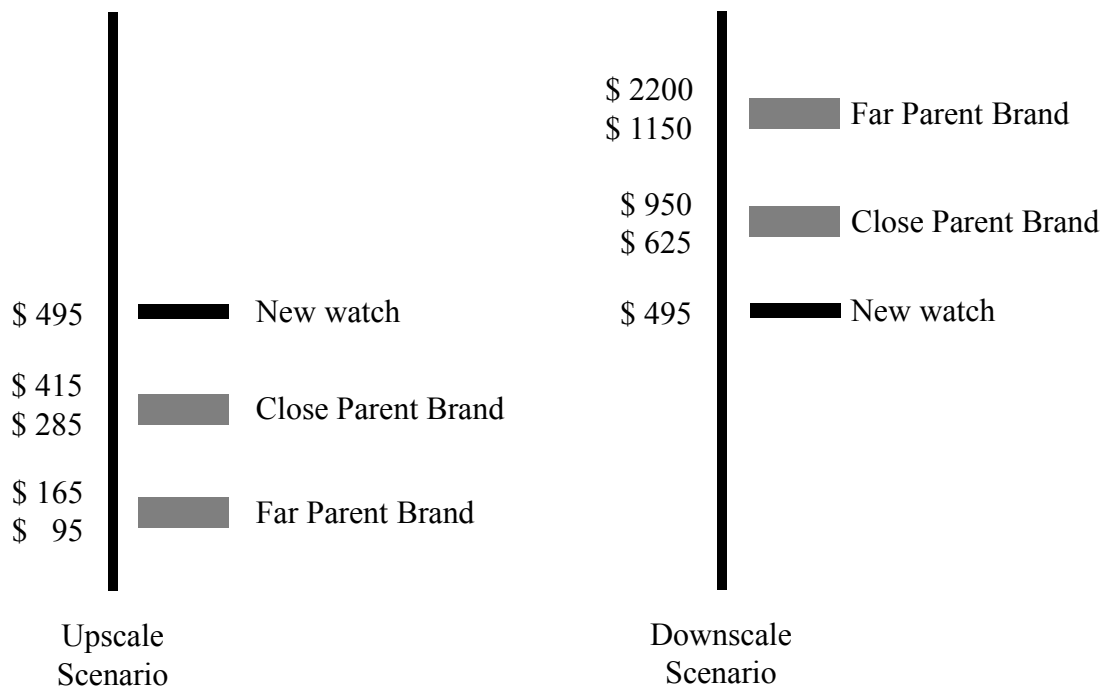 $ 495
New watch
$ 415
$ 285
Close Parent Brand
$ 165
$ 95
Far Parent Brand
Upscale
Scenario
$ 2200
$ 1150
Far Parent Brand
$ 950
$ 625
Close Parent Brand
$ 495
New watch
Downscale
Scenario